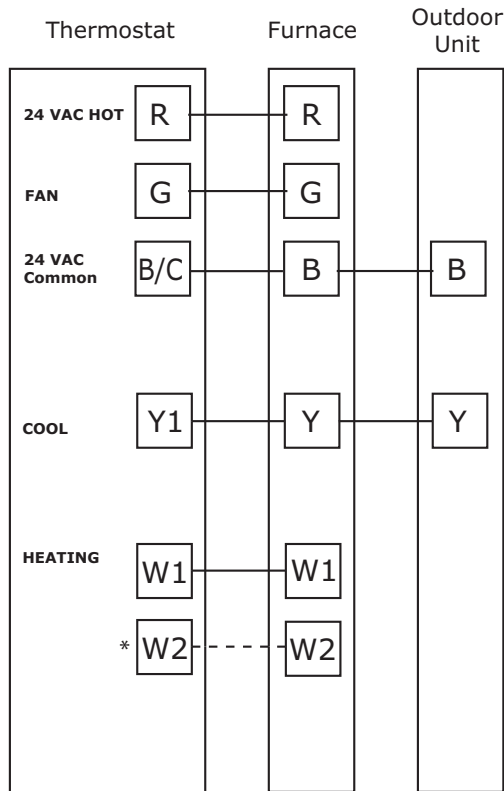 Thermostat Furnace Outdoor
Unit
24 VAC HOT R R
FAN G G
24 VAC
Common B/C B B
COOL Y1 Y Y
HEATING
W1 W1
* W2 W2